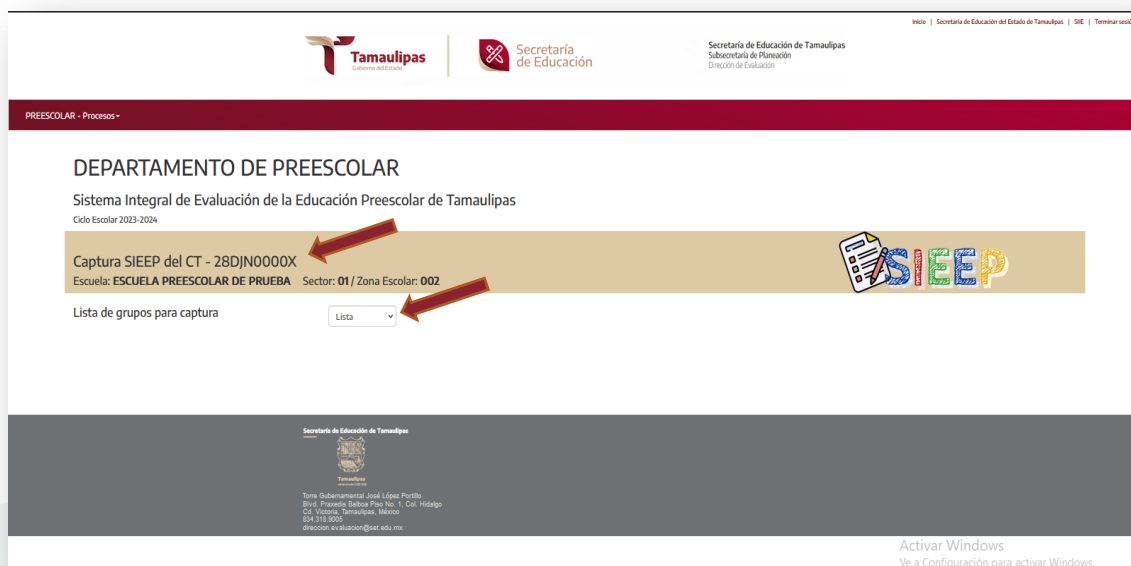 Inicio | Secretaría de Educación del Estado de Tamaulipas | SIIE | Terminar sesió
Tamaulipas
Gobierno del Estado
Secretaría
de Educación
Secretaría de Educación de Tamaulipas
Subsecretaría de Planeación
Dirección de Evaluación
PREESCOLAR - Procesos
DEPARTAMENTO DE PREESCOLAR
Sistema Integral de Evaluación de la Educación Preescolar de Tamaulipas
Ciclo Escolar 2023-2024
Captura SIEEP del CT - 28DJN0000X
Escuela: ESCUELA PREESCOLAR DE PRUEBA Sector: 01 / Zona Escolar: 002
SIEEP
Lista de grupos para captura
Lista
Secretaría de Educación de Tamaulipas
Tamaulipas
Torre Gubernamental José López Portillo
Blvd. Praxedis Balboa Piso No. 1, Col. Hidalgo
Cd. Victoria, Tamaulipas, México
834.318.9005
direccion.evaluacion@set.edu.mx
Activar Windows
Ve a Configuración para activar Windows.